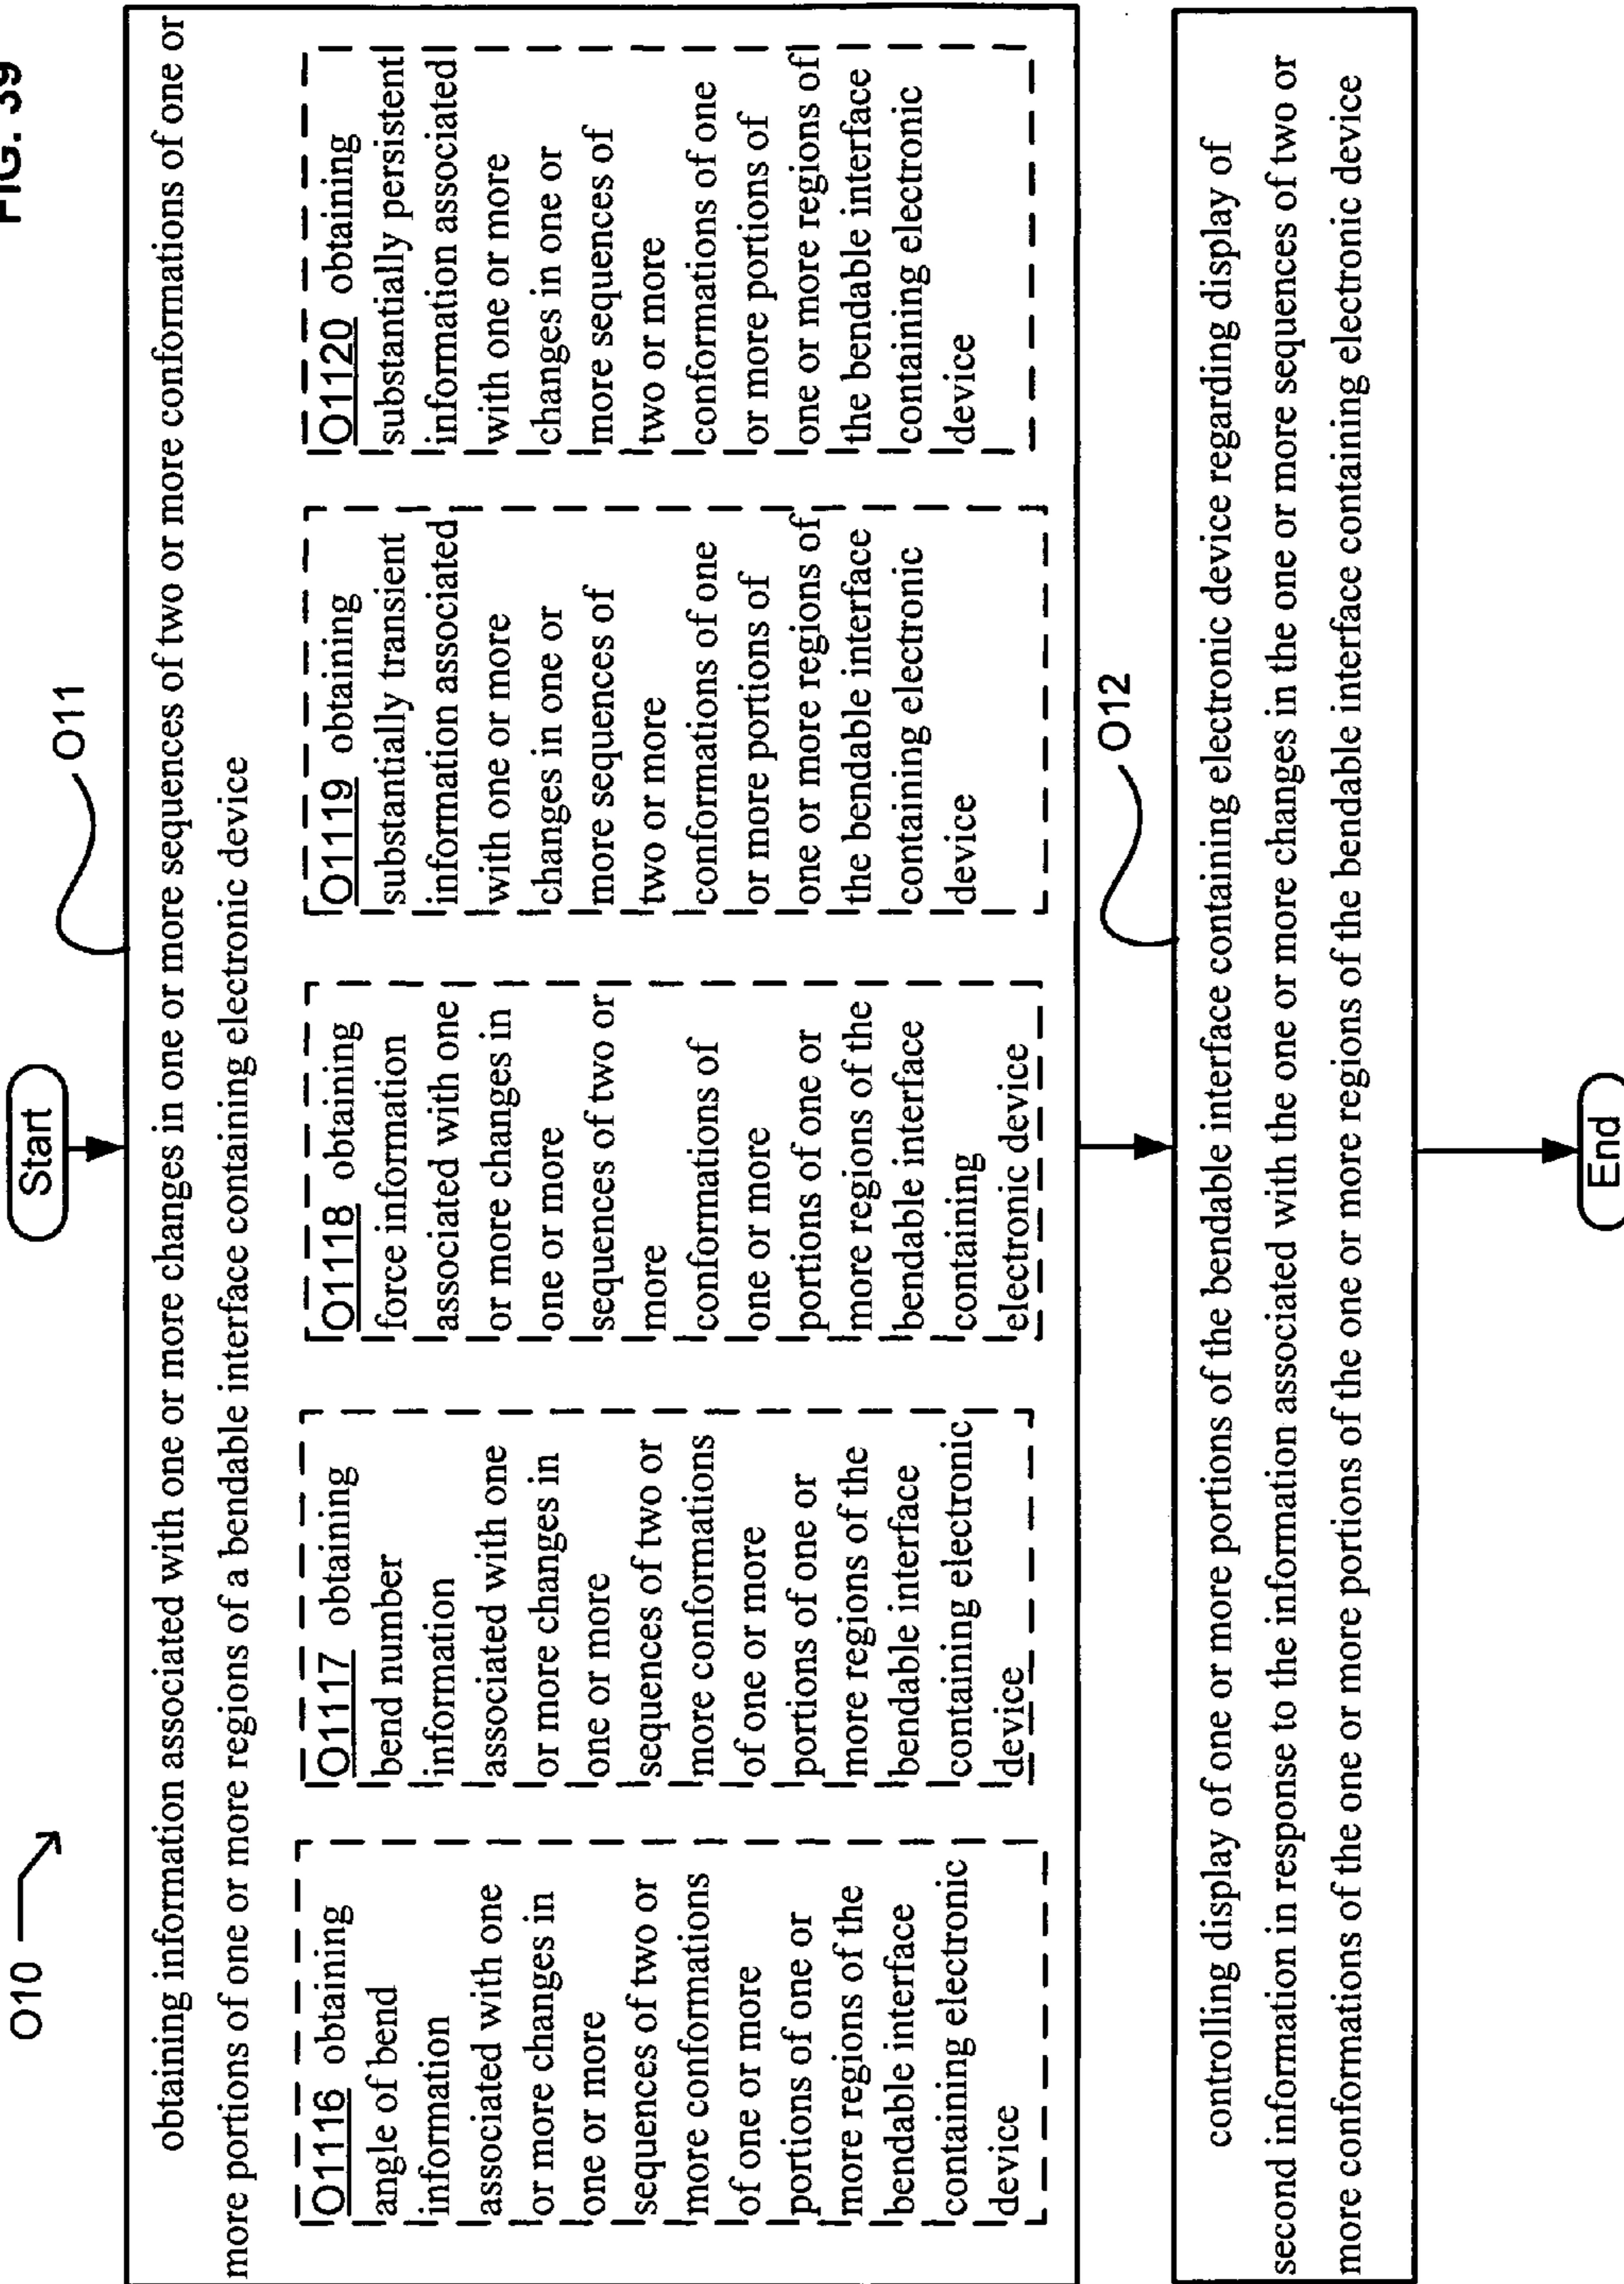 FIG. 39
O10
Start
O11
obtaining information associated with one or more changes in one or more sequences of two or more conformations of one or
more portions of one or more regions of a bendable interface containing electronic device
O1116 obtaining
angle of bend
information
associated with one
or more changes in
one or more
sequences of two or
more conformations
of one or more
portions of one or
more regions of the
bendable interface
containing electronic
device
O1117 obtaining
bend number
information
associated with one
or more changes in
one or more
sequences of two or
more conformations
of one or more
portions of one or
more regions of the
bendable interface
containing electronic
device
O1118 obtaining
force information
associated with one
or more changes in
one or more
sequences of two or
more
conformations of
one or more
portions of one or
more regions of the
bendable interface
containing
electronic device
O1119 obtaining
substantially transient
information associated
with one or more
changes in one or
more sequences of
two or more
conformations of one
or more portions of
one or more regions of
the bendable interface
containing electronic
device
O1120 obtaining
substantially persistent
information associated
with one or more
changes in one or
more sequences of
two or more
conformations of one
or more portions of
one or more regions of
the bendable interface
containing electronic
device
O12
controlling display of one or more portions of the bendable interface containing electronic device regarding display of
second information in response to the information associated with the one or more changes in the one or more sequences of two or
more conformations of the one or more portions of the one or more regions of the bendable interface containing electronic device
End